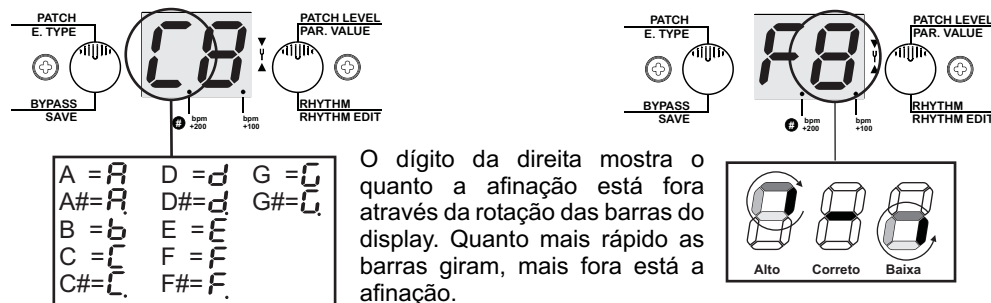 PATCH
E. TYPE
PATCH LEVEL
PAR. VALUE
C8
Y
BYPASS
SAVE
RHYTHM
RHYTHM EDIT
# bpm +200
bpm +100
PATCH
E. TYPE
PATCH LEVEL
PAR. VALUE
F8
Y
BYPASS
SAVE
RHYTHM
RHYTHM EDIT
# bpm +200
bpm +100
A =A D =d G =G
A#=A. D#=d. G#=G.
B =b E =E
C =C F =F
C#=C. F#=F.
O dígito da direita mostra o
quanto a afinação está fora
através da rotação das barras do
display. Quanto mais rápido as
barras giram, mais fora está a
afinação.
Alto Correto Baixa